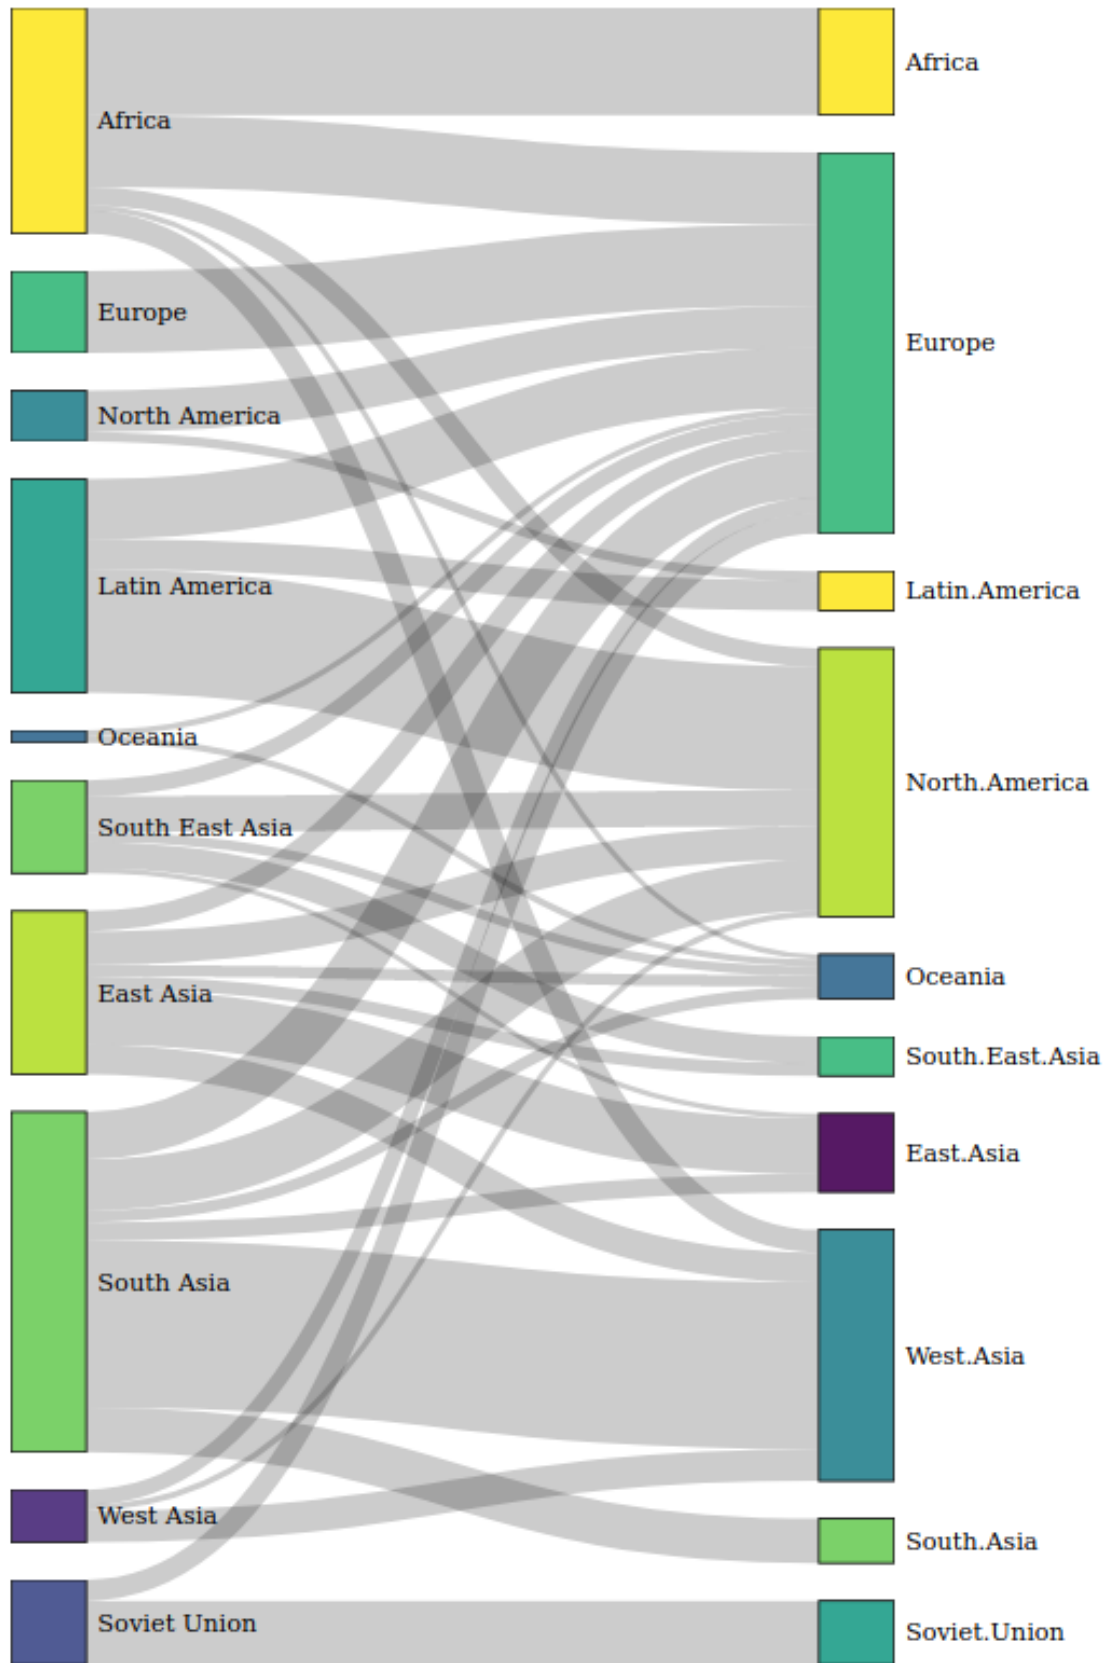 Africa
Europe
North America
Latin America
Oceania
South East Asia
East Asia
South Asia
West Asia
Soviet Union
Africa
Europe
Latin.America
North.America
Oceania
South.East.Asia
East.Asia
West.Asia
South.Asia
Soviet.Union